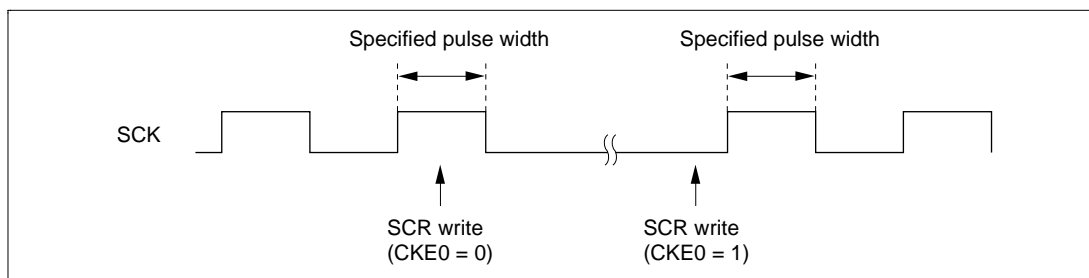 Specified pulse width
Specified pulse width
SCK
SCR write
(CKE0 = 0)
SCR write
(CKE0 = 1)